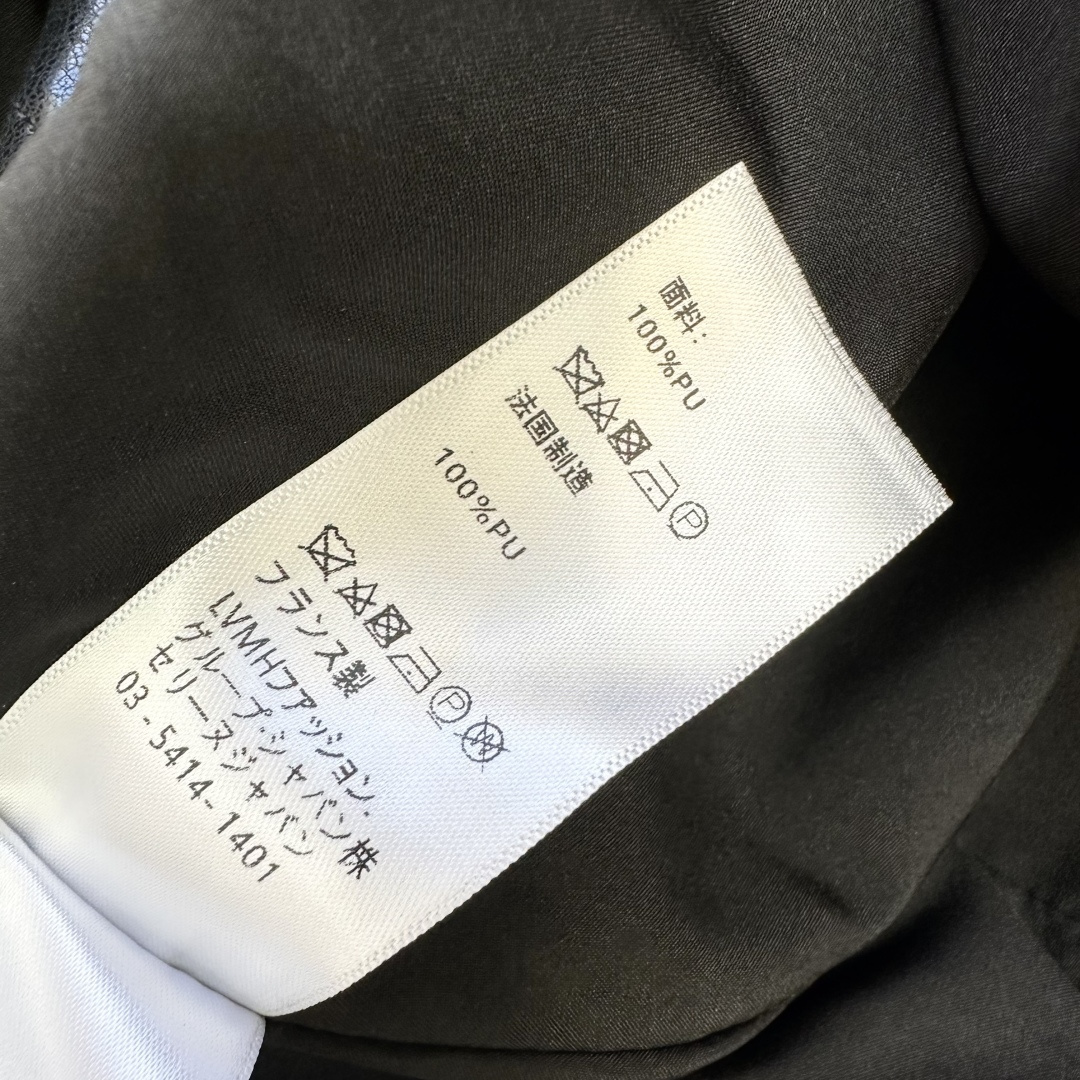 面料:
100%PU
P
法国制造
100%PU
P W
フランス製
LVMHファッション.
グループジャパン株
セリーヌジャパン
03-5414-1401